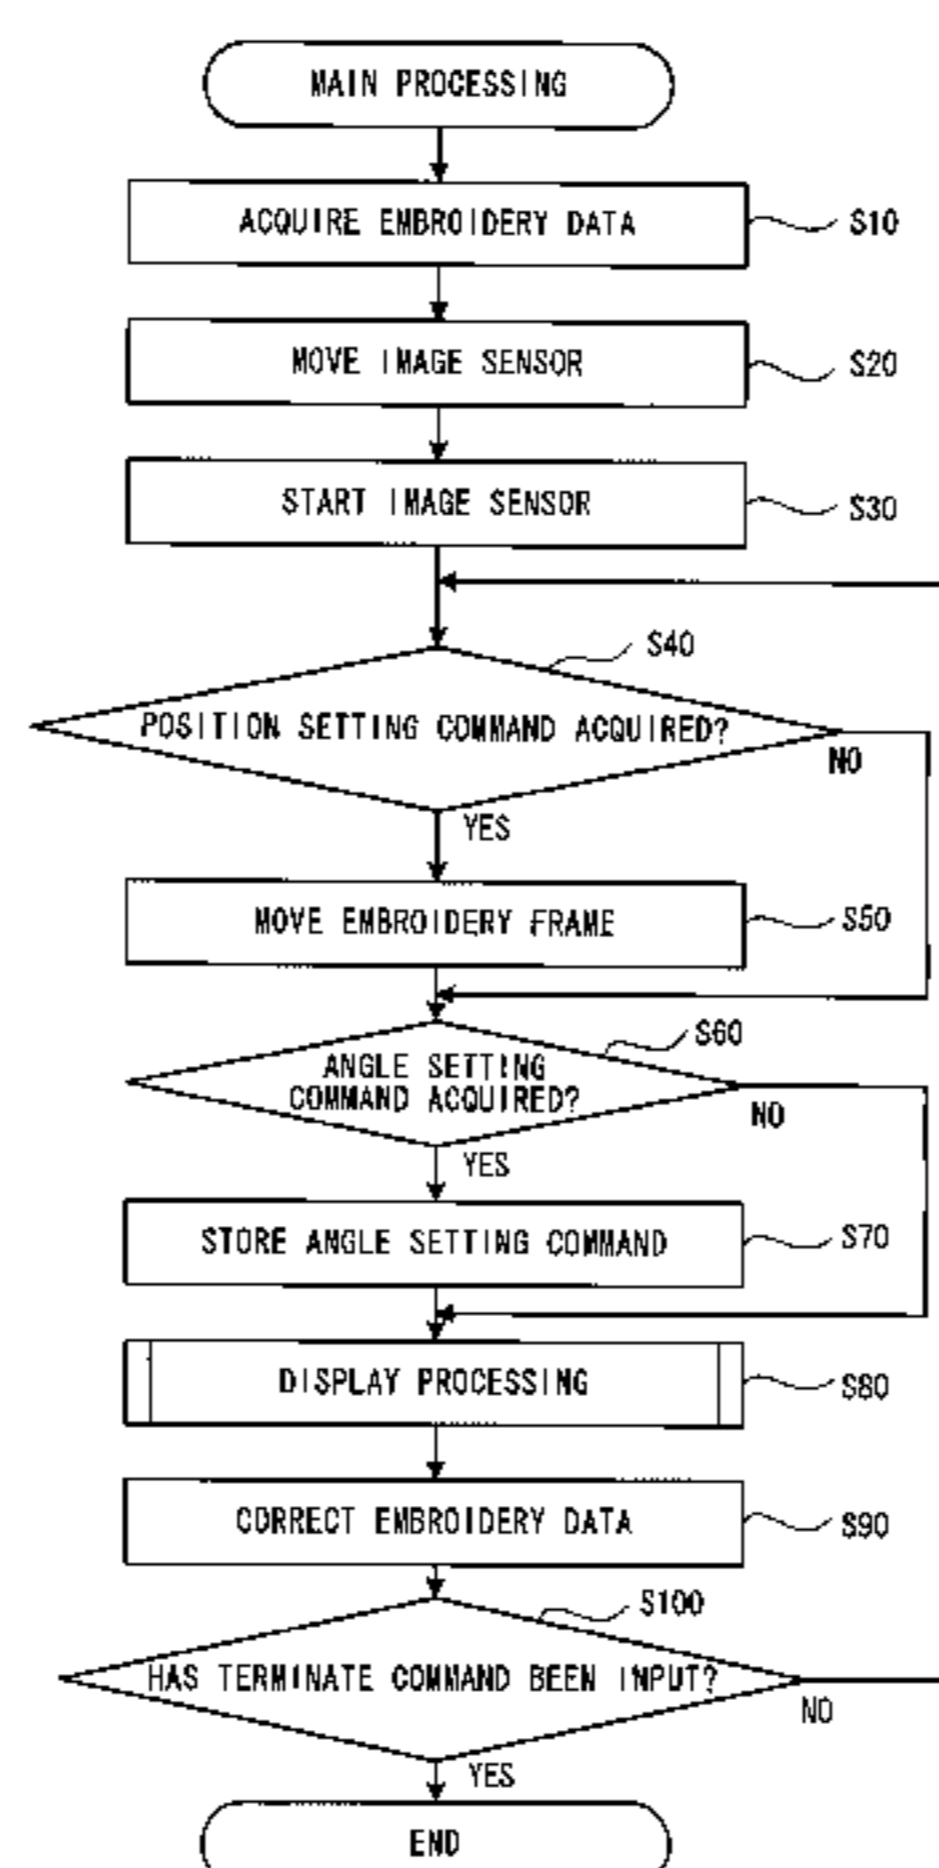 MAIN PROCESSING
ACQUIRE EMBROIDERY DATA
S10
MOVE IMAGE SENSOR
S20
START IMAGE SENSOR
S30
S40
POSITION SETTING COMMAND ACQUIRED?
NO
YES
MOVE EMBROIDERY FRAME
S50
S60
ANGLE SETTING
COMMAND ACQUIRED?
NO
YES
STORE ANGLE SETTING COMMAND
S70
DISPLAY PROCESSING
S80
CORRECT EMBROIDERY DATA
S90
S100
HAS TERMINATE COMMAND BEEN INPUT?
NO
YES
END